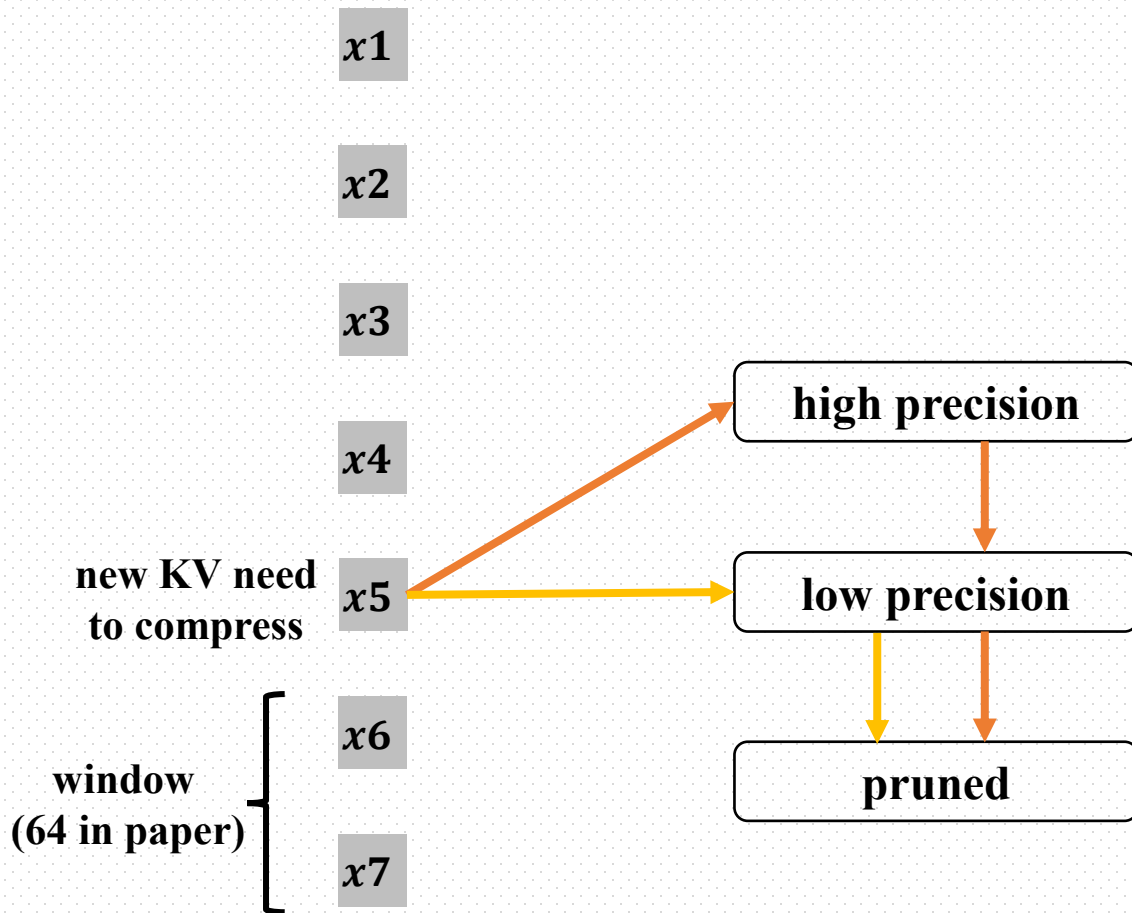 x1
x2
x3
high precision
x4
new KV need
to compress
x5
low precision
x6
window
(64 in paper)
pruned
x7